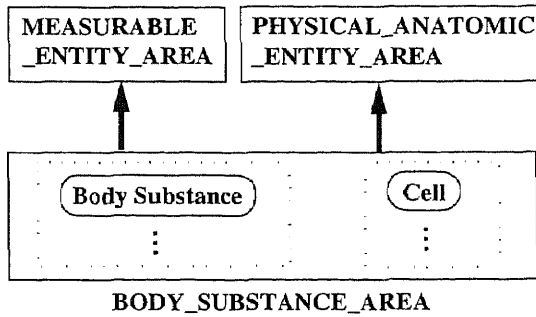 MEASURABLE
_ENTITY_AREA
PHYSICAL_ANATOMIC
_ENTITY_AREA
Body Substance
Cell
BODY_SUBSTANCE_AREA